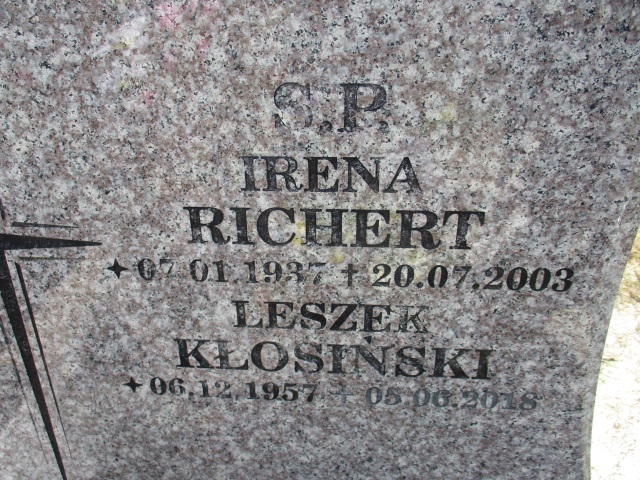 Ś.P.
IRENA
RICHERT
✦07.01.1937 †20.07.2003
LESZEK
KŁOSIŃSKI
✦06.12.1957 †05.06.2018